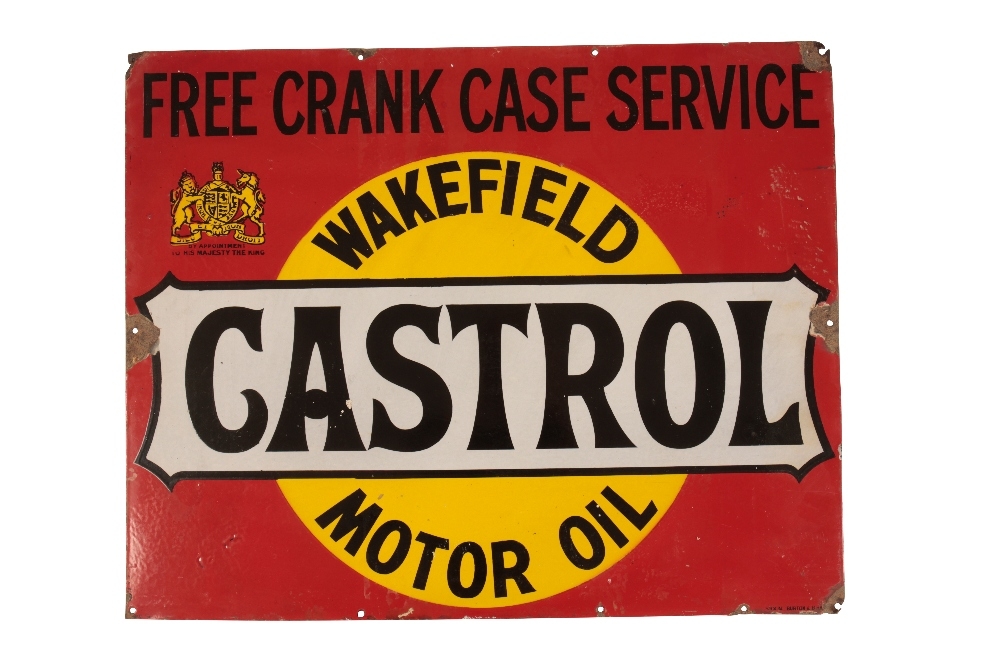 FREE CRANK CASE SERVICE
WAKEFIELD
BY APPOINTMENT
TO HIS MAJESTY THE KING
CASTROL
MOTOR OIL